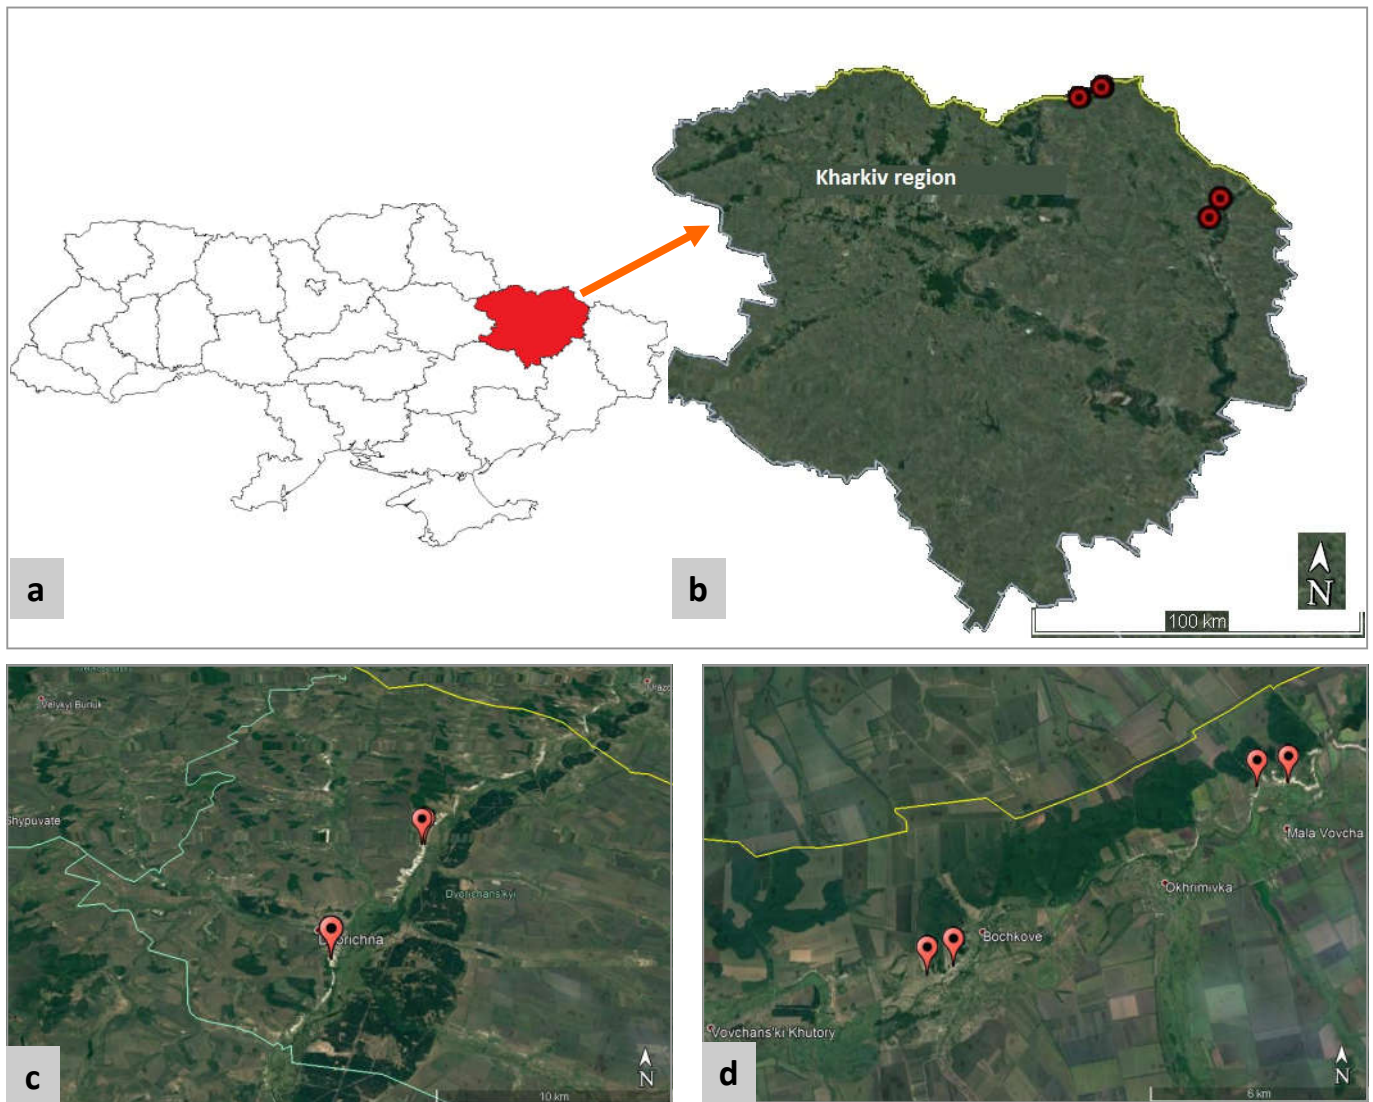 Kharkiv region
a
b
N
100 km
Velykyi Burluk
Shypuvate
Dvorichans'kyi
Dvorichna
c
N
10 km
Mala Vovcha
Okhrimivka
Bochkove
Vovchans'ki Khutory
d
N
6 km